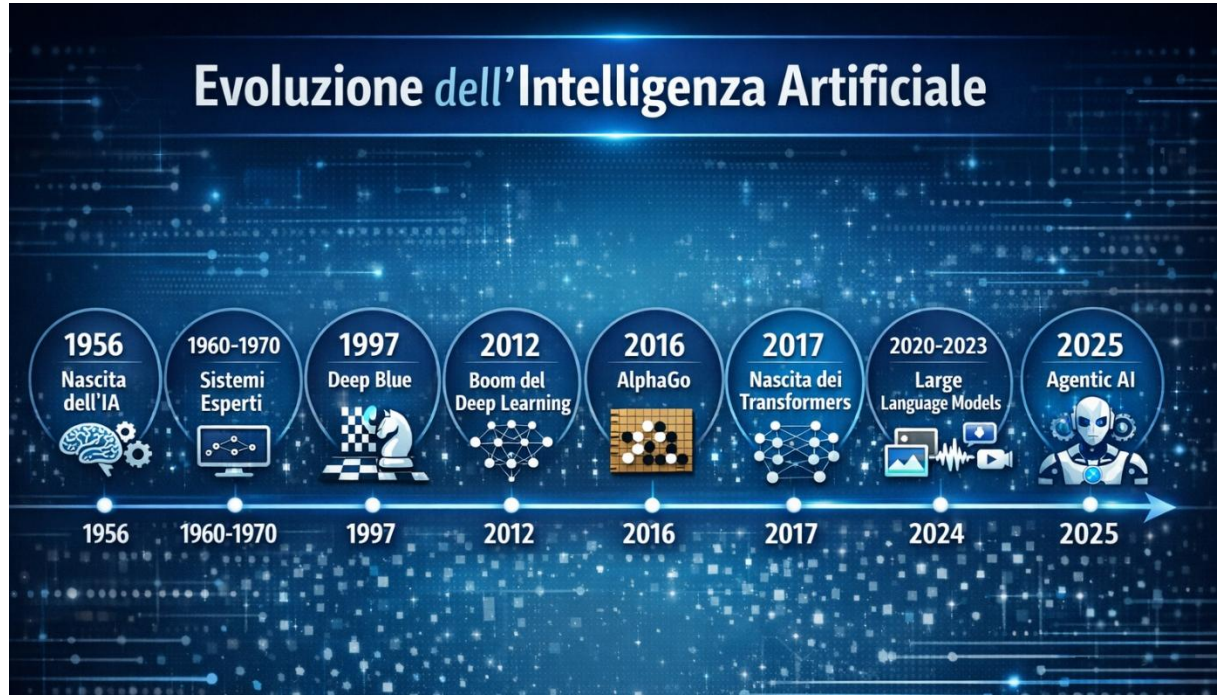 Evoluzione dell'Intelligenza Artificiale
1956
Nascita
dell'IA
1960-1970
Sistemi
Esperti
1997
Deep Blue
2012
Boom del
Deep Learning
2016
AlphaGo
2017
Nascita dei
Transformers
2020-2023
Large
Language Models
2025
Agentic AI
1956
1960-1970
1997
2012
2016
2017
2024
2025